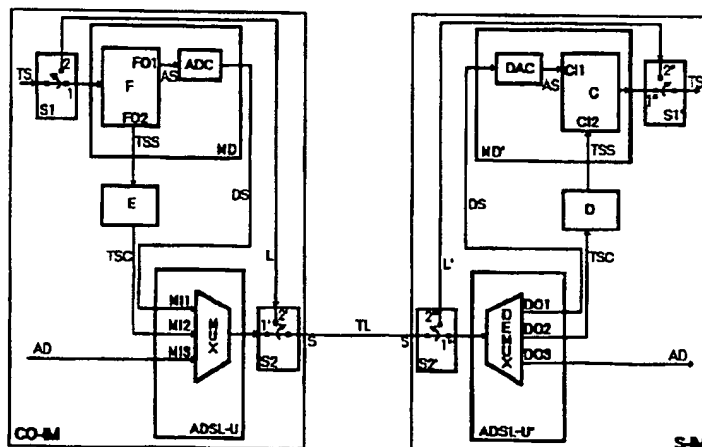 2
TS
1
S1
F
FO1
FO2
AS
ADC
MD
TSS
E
TSC
DS
L
MI1
MI2
MI3
MUX
AD
ADSL-U
CO-IM
2'
1'
S2
S
TL
S
2"
1"
S2'
L'
DS
DAC
AS
CI1
C
CI2
MD'
2"
1"
S1'
TS
TSS
D
TSC
DEMUX
DO1
DO2
DO3
AD
ADSL-U'
S-IM